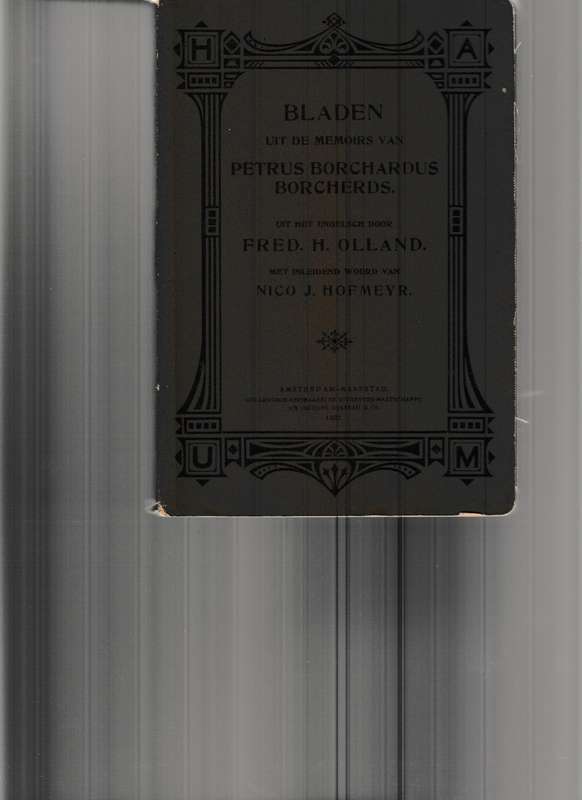 H A
BLADEN
UIT DE MEMOIRS VAN
PETRUS BORCHARDUS
BORCHERDS.
UIT HET ENGELSCH DOOR
FRED. H. OLLAND.
MET INLEIDEND WOORD VAN
NICO J. HOFMEYR.
AMSTERDAM-KAAPSTAD.
U M